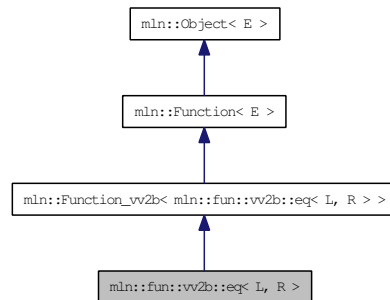 mln::Object< E >
mln::Function< E >
mln::Function_vv2b< mln::fun::vv2b::eq< L, R > >
mln::fun::vv2b::eq< L, R >